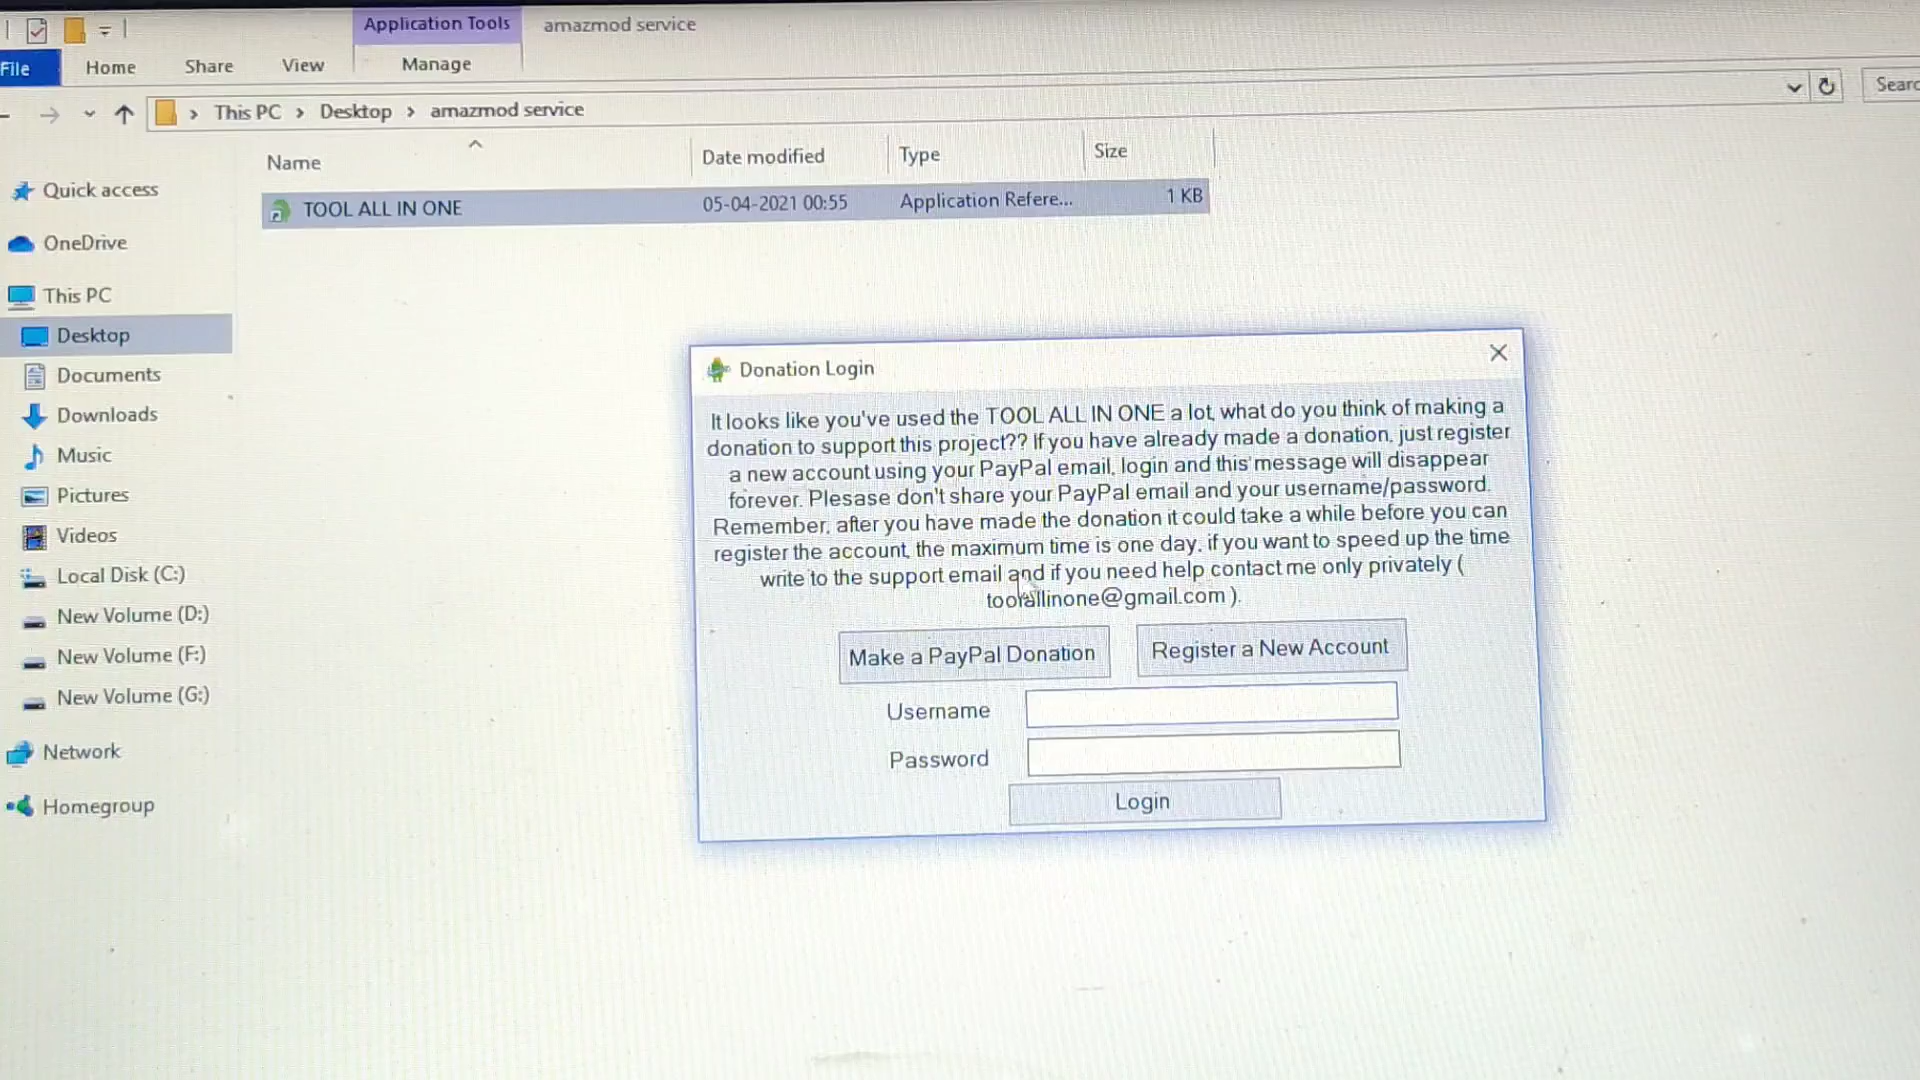 Application Tools
amazmod service
File
Home
Share
View
Manage
This PC
Desktop
amazmod service
Name
Date modified
Type
Size
TOOL ALL IN ONE
05-04-2021 00:55
Application Refere...
1 KB
Quick access
OneDrive
This PC
Desktop
Documents
Downloads
Music
Pictures
Videos
Local Disk (C:)
New Volume (D:)
New Volume (F:)
New Volume (G:)
Network
Homegroup
Donation Login
It looks like you've used the TOOL ALL IN ONE a lot, what do you think of making a
donation to support this project?? If you have already made a donation, just register
a new account using your PayPal email, login and this message will disappear
forever. Plesase don't share your PayPal email and your username/password.
Remember, after you have made the donation it could take a while before you can
register the account, the maximum time is one day, if you want to speed up the time
write to the support email and if you need help contact me only privately (
toolallinone@gmail.com ).
Make a PayPal Donation
Register a New Account
Username
Password
Login